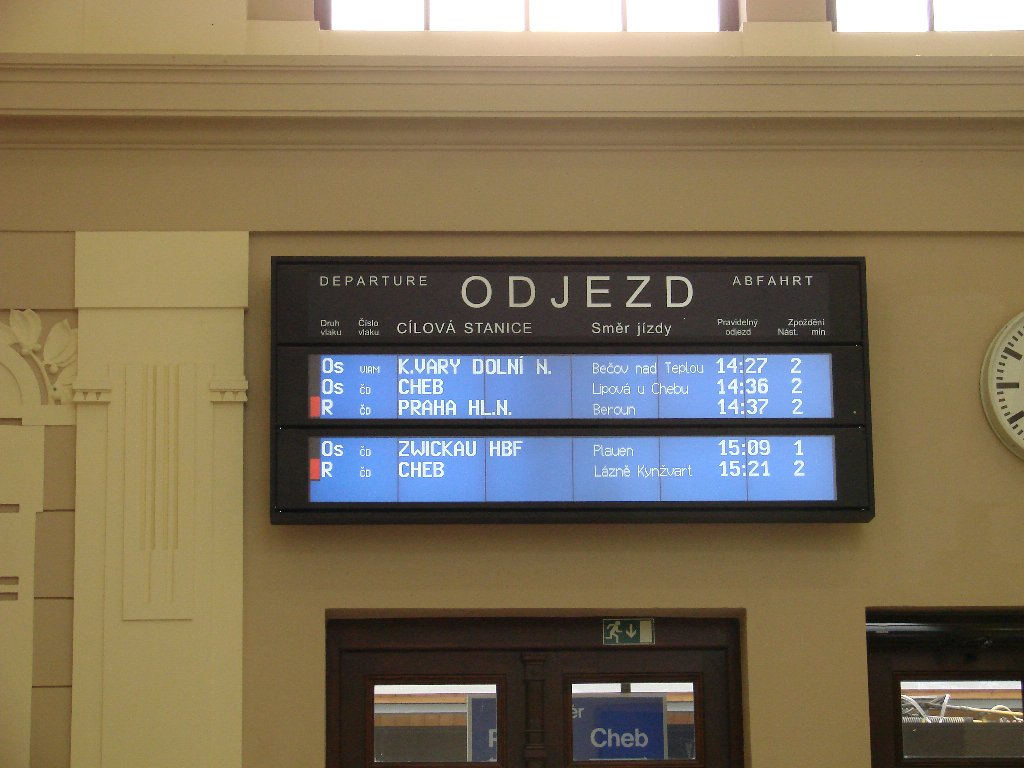 DEPARTURE ODJEZD ABFAHRT
Druh vlaku Číslo vlaku CÍLOVÁ STANICE Směr jízdy Pravidelný odjezd Nást. Zpoždění min
Os VIAM K.VARY DOLNÍ N. Bečov nad Teplou 14:27 2
Os ČD CHEB Lipová u Chebu 14:36 2
R ČD PRAHA HL.N. Beroun 14:37 2
Os ČD ZWICKAU HBF Plauen 15:09 1
R ČD CHEB Lázně Kynžvart 15:21 2
Cheb